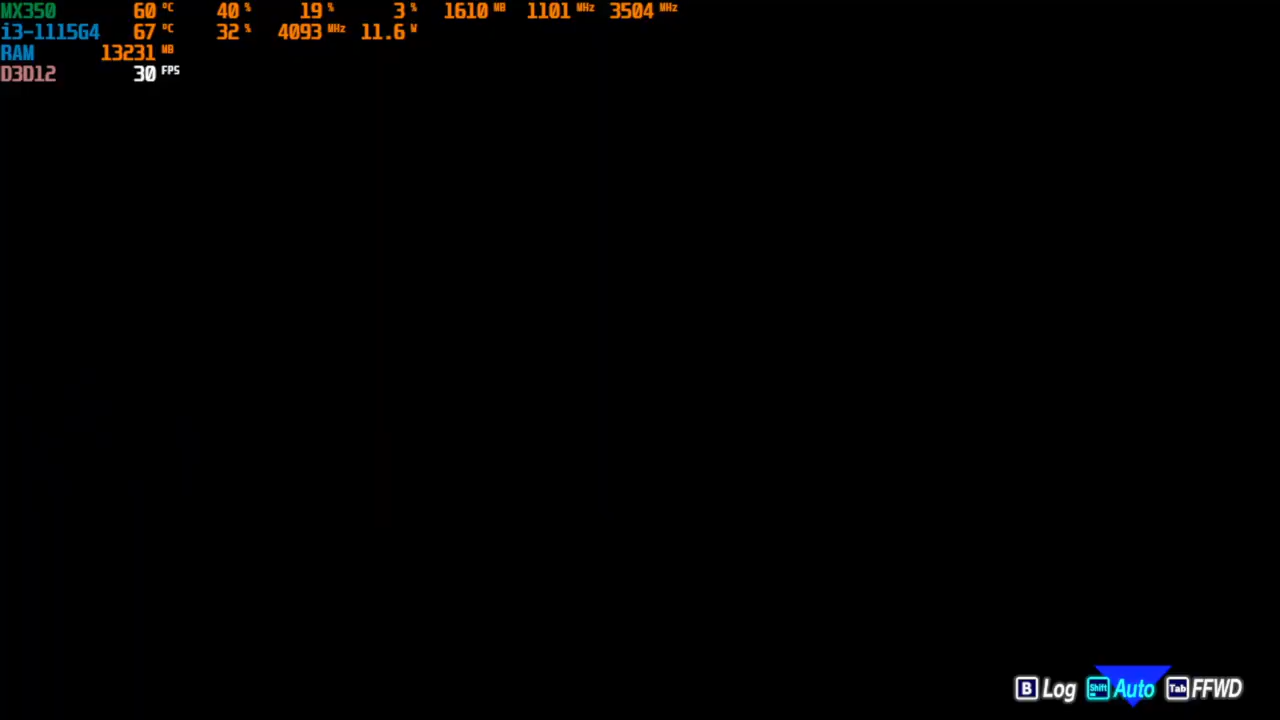 MX350 60 °C 40 % 19 % 3 % 1610 MB 1101 MHz 3504 MHz
i3-1115G4 67 °C 32 % 4093 MHz 11.6 W
RAM 13231 MB
D3D12 30 FPS
B Log Shift Auto Tab FFWD